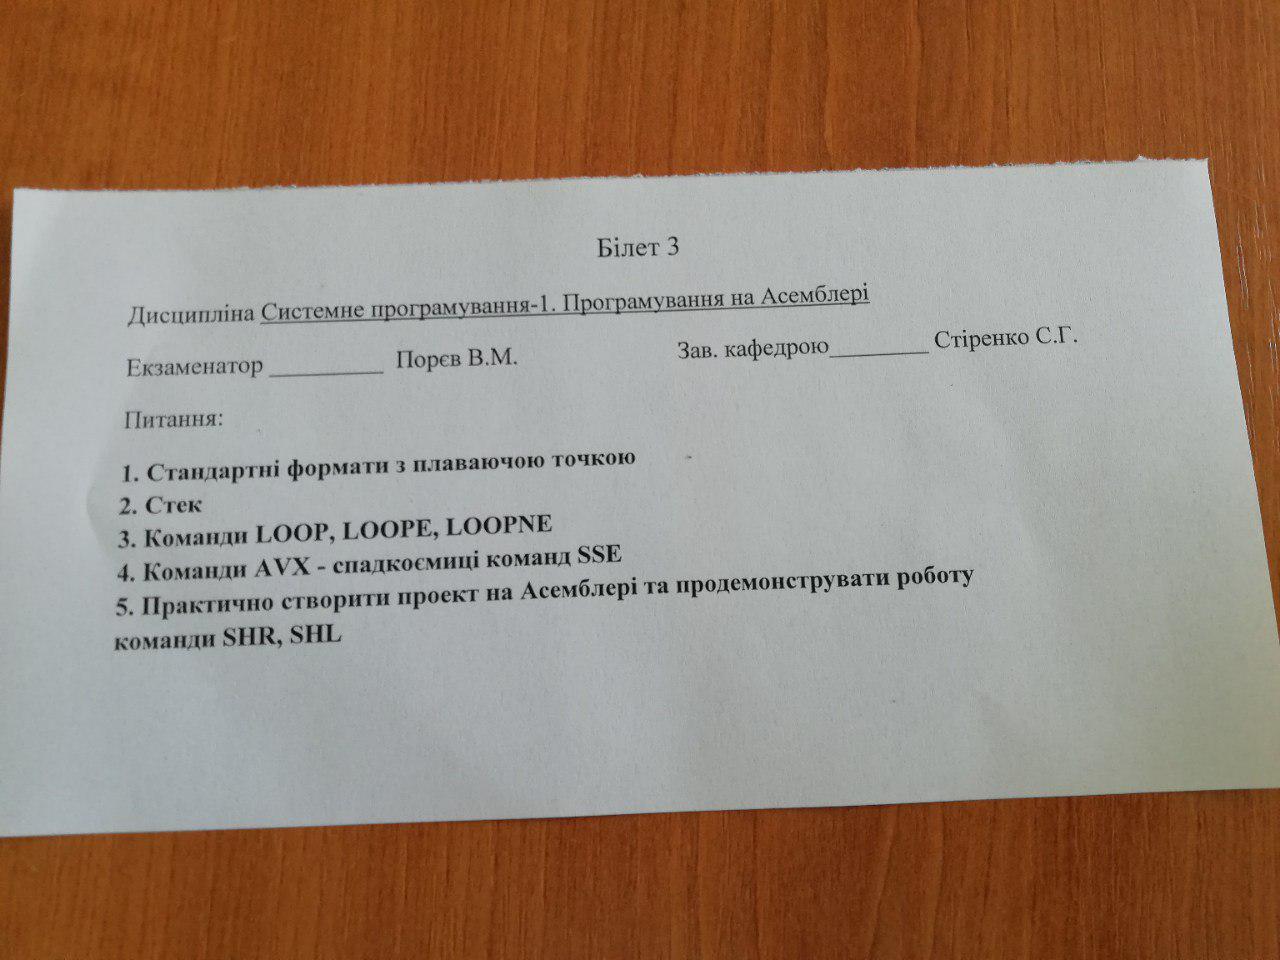 Білет 3
Дисципліна Системне програмування-1. Програмування на Асемблері
Екзаменатор _________ Порєв В.М. Зав. кафедрою________ Стіренко С.Г.
Питання:
1. Стандартні формати з плаваючою точкою
2. Стек
3. Команди LOOP, LOOPE, LOOPNE
4. Команди AVX - спадкоємиці команд SSE
5. Практично створити проект на Асемблері та продемонструвати роботу
команди SHR, SHL